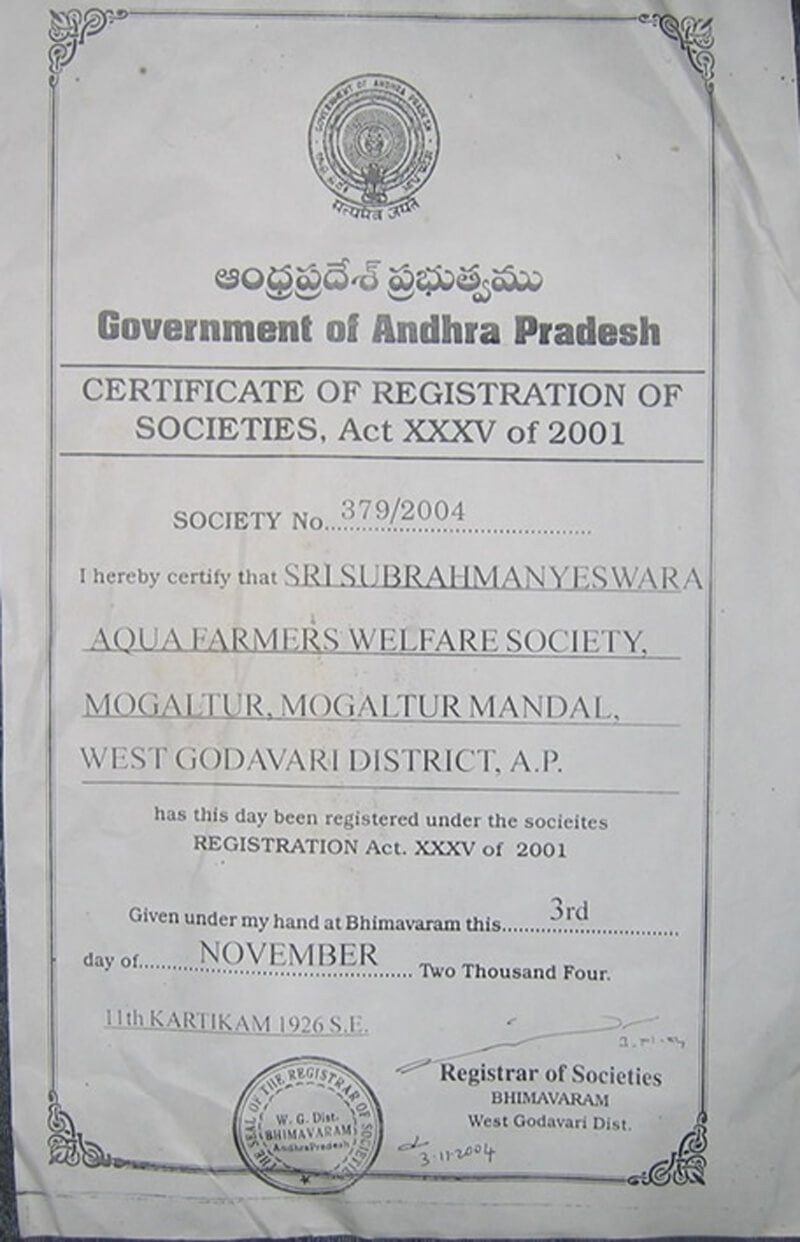 GOVERNMENT OF ANDHRA PRADESH
सत्यमेव जयते
ఆంధ్రప్రదేశ్ ప్రభుత్వము
Government of Andhra Pradesh
CERTIFICATE OF REGISTRATION OF
SOCIETIES, Act XXXV of 2001
SOCIETY No. 379/2004
I hereby certify that SRI SUBRAHMANYESWARA
AQUA FARMERS WELFARE SOCIETY,
MOGALTUR, MOGALTUR MANDAL,
WEST GODAVARI DISTRICT, A.P.
has this day been registered under the socieites
REGISTRATION Act. XXXV of 2001
Given under my hand at Bhimavaram this 3rd
day of NOVEMBER Two Thousand Four.
11th KARTIKAM 1926 S.E.
Registrar of Societies
BHIMAVARAM
West Godavari Dist.
3-11-2004
THE SEAL OF THE REGISTRAR OF SOCIETIES
W. G. Dist.
BHIMAVARAM
AndhraPradesh